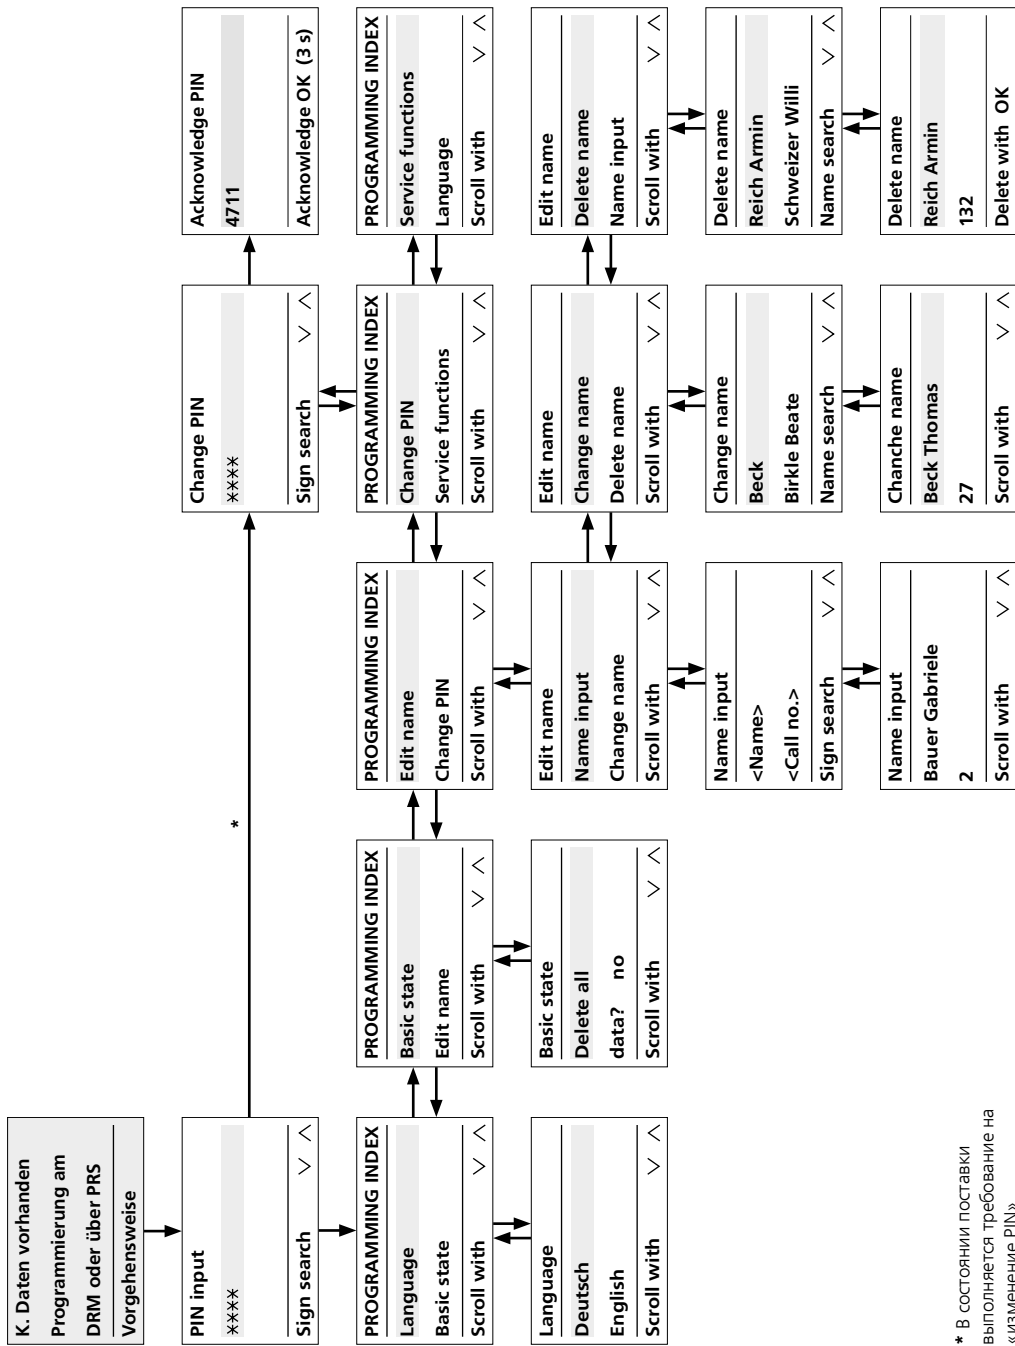 K. Daten vorhanden
Programmierung am
DRM oder über PRS
Vorgehensweise
PIN input
****
Sign search
*
Change PIN
****
Sign search
Acknowledge PIN
4711
Acknowledge OK (3 s)
PROGRAMMING INDEX
Language
Basic state
Scroll with
PROGRAMMING INDEX
Basic state
Edit name
Scroll with
PROGRAMMING INDEX
Edit name
Change PIN
Scroll with
PROGRAMMING INDEX
Change PIN
Service functions
Scroll with
PROGRAMMING INDEX
Service functions
Language
Scroll with
Language
Deutsch
English
Scroll with
Basic state
Delete all
data? no
Scroll with
Edit name
Name input
Change name
Scroll with
Edit name
Change name
Delete name
Scroll with
Edit name
Delete name
Name input
Scroll with
Name input
<Name>
<Call no.>
Sign search
Change name
Beck
Birkle Beate
Name search
Delete name
Reich Armin
Schweizer Willi
Name search
Name input
Bauer Gabriele
2
Scroll with
Chanche name
Beck Thomas
27
Scroll with
Delete name
Reich Armin
132
Delete with OK
* В состоянии поставки
выполняется требование на
«изменение PIN»